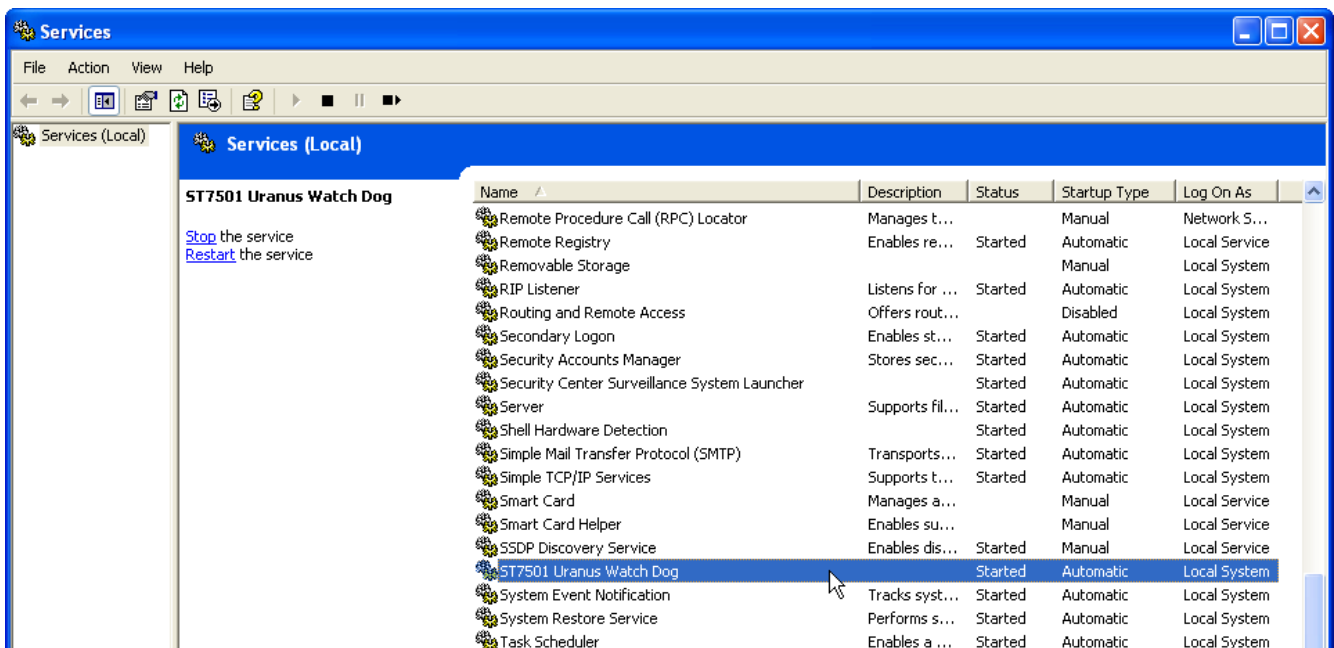 Services
File Action View Help
Services (Local)
Services (Local)
ST7501 Uranus Watch Dog
Stop the service
Restart the service
Name Description Status Startup Type Log On As
Remote Procedure Call (RPC) Locator Manages t... Manual Network S...
Remote Registry Enables re... Started Automatic Local Service
Removable Storage Manual Local System
RIP Listener Listens for ... Started Automatic Local System
Routing and Remote Access Offers rout... Disabled Local System
Secondary Logon Enables st... Started Automatic Local System
Security Accounts Manager Stores sec... Started Automatic Local System
Security Center Surveillance System Launcher Started Automatic Local System
Server Supports fil... Started Automatic Local System
Shell Hardware Detection Started Automatic Local System
Simple Mail Transfer Protocol (SMTP) Transports... Started Automatic Local System
Simple TCP/IP Services Supports t... Started Automatic Local System
Smart Card Manages a... Manual Local Service
Smart Card Helper Enables su... Manual Local Service
SSDP Discovery Service Enables dis... Started Manual Local Service
ST7501 Uranus Watch Dog Started Automatic Local System
System Event Notification Tracks syst... Started Automatic Local System
System Restore Service Performs s... Started Automatic Local System
Task Scheduler Enables a ... Started Automatic Local System